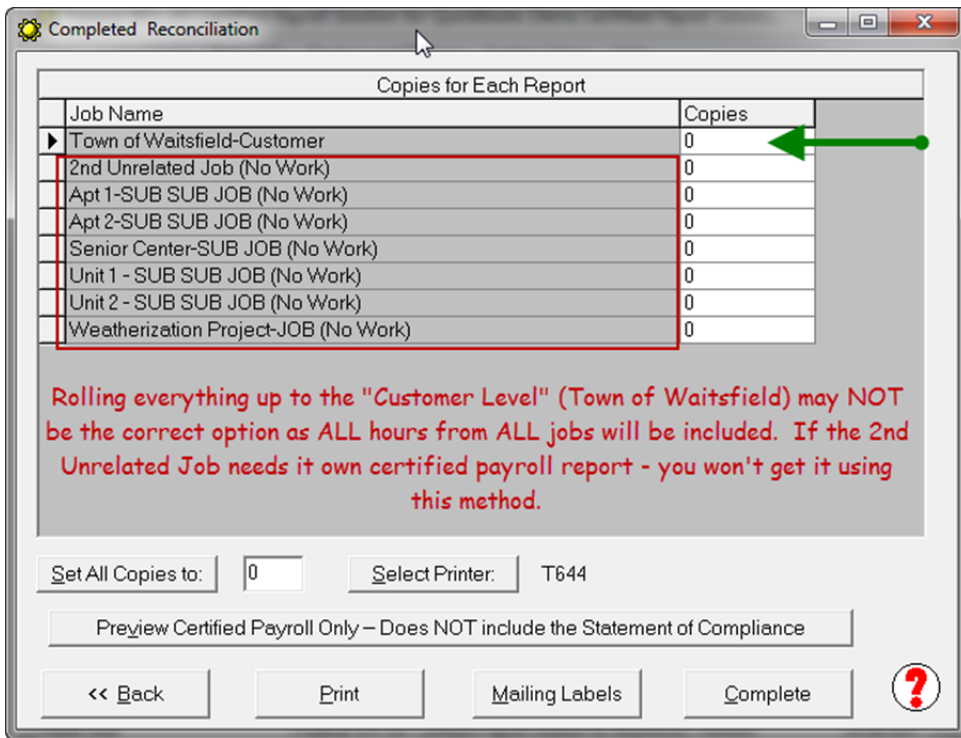 Completed Reconciliation
Copies for Each Report
Job Name Copies
Town of Waitsfield-Customer 0
2nd Unrelated Job (No Work) 0
Apt 1-SUB SUB JOB (No Work) 0
Apt 2-SUB SUB JOB (No Work) 0
Senior Center-SUB JOB (No Work) 0
Unit 1 - SUB SUB JOB (No Work) 0
Unit 2 - SUB SUB JOB (No Work) 0
Weatherization Project-JOB (No Work) 0
Rolling everything up to the "Customer Level" (Town of Waitsfield) may NOT
be the correct option as ALL hours from ALL jobs will be included. If the 2nd
Unrelated Job needs it own certified payroll report - you won't get it using
this method.
Set All Copies to: 0 Select Printer: T644
Preview Certified Payroll Only – Does NOT include the Statement of Compliance
<< Back Print Mailing Labels Complete ?